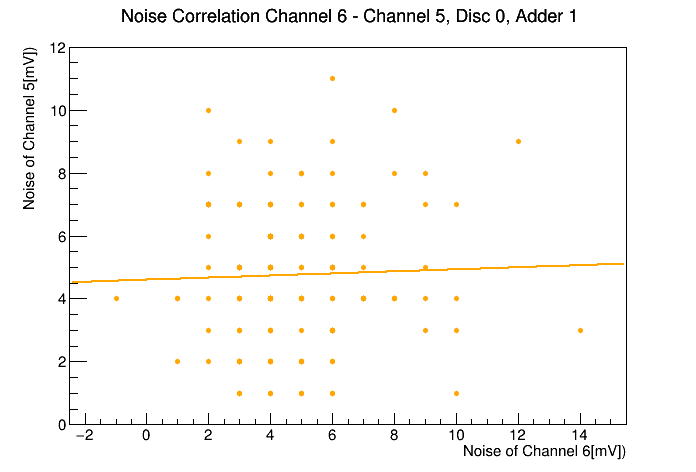 Noise Correlation Channel 6 - Channel 5, Disc 0, Adder 1
Noise of Channel 5[mV])
12
10
8
6
4
2
0
−2 0 2 4 6 8 10 12 14
Noise of Channel 6[mV])